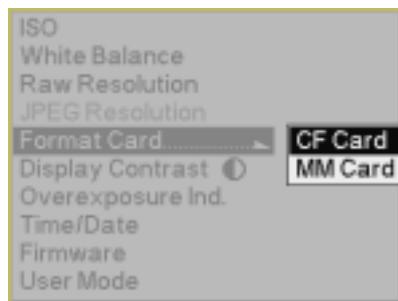 ISO
White Balance
Raw Resolution
JPEG Resolution
Format Card..............
CF Card
Display Contrast
MM Card
Overexposure Ind.
Time/Date
Firmware
User Mode